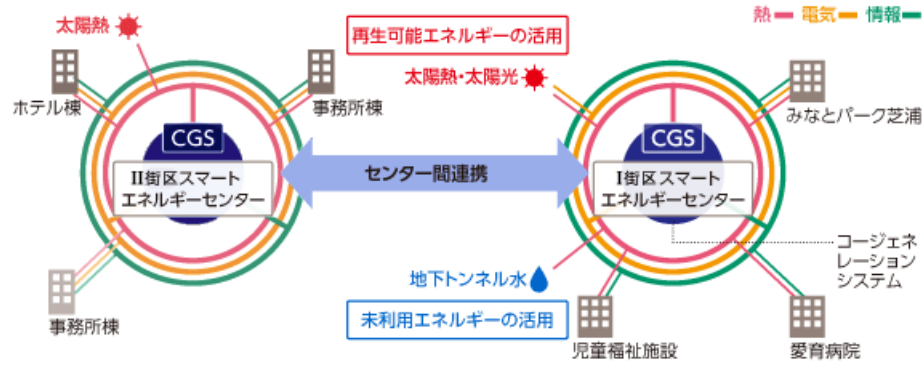 熱 電気 情報
太陽熱
再生可能エネルギーの活用
太陽熱・太陽光
ホテル棟
事務所棟
みなとパーク芝浦
CGS
II街区スマート
エネルギーセンター
センター間連携
CGS
I街区スマート
エネルギーセンター
コージェネ
レーション
システム
地下トンネル水
未利用エネルギーの活用
事務所棟
児童福祉施設
愛育病院